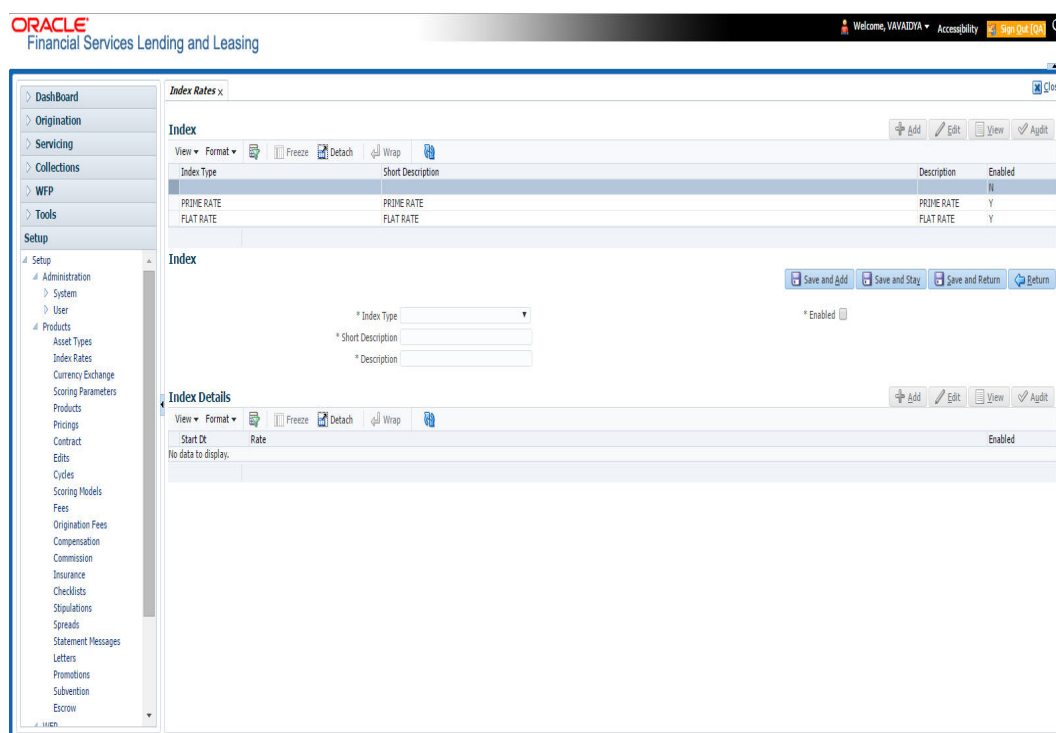 ORACLE®
Financial Services Lending and Leasing
Welcome, VAVAIDYA Accessibility Sign Out [QA]
DashBoard
Origination
Servicing
Collections
WFP
Tools
Setup
Setup
Administration
System
User
Products
Asset Types
Index Rates
Currency Exchange
Scoring Parameters
Products
Pricings
Contract
Edits
Cycles
Scoring Models
Fees
Origination Fees
Compensation
Commission
Insurance
Checklists
Stipulations
Spreads
Statement Messages
Letters
Promotions
Subvention
Escrow
WFP
Index Rates x
Clos
Index
Add Edit View Audit
View Format Freeze Detach Wrap
Index Type Short Description Description Enabled
N
PRIME RATE PRIME RATE PRIME RATE Y
FLAT RATE FLAT RATE FLAT RATE Y
Index
Save and Add Save and Stay Save and Return Return
* Index Type
* Enabled
* Short Description
* Description
Index Details
Add Edit View Audit
View Format Freeze Detach Wrap
Start Dt Rate Enabled
No data to display.